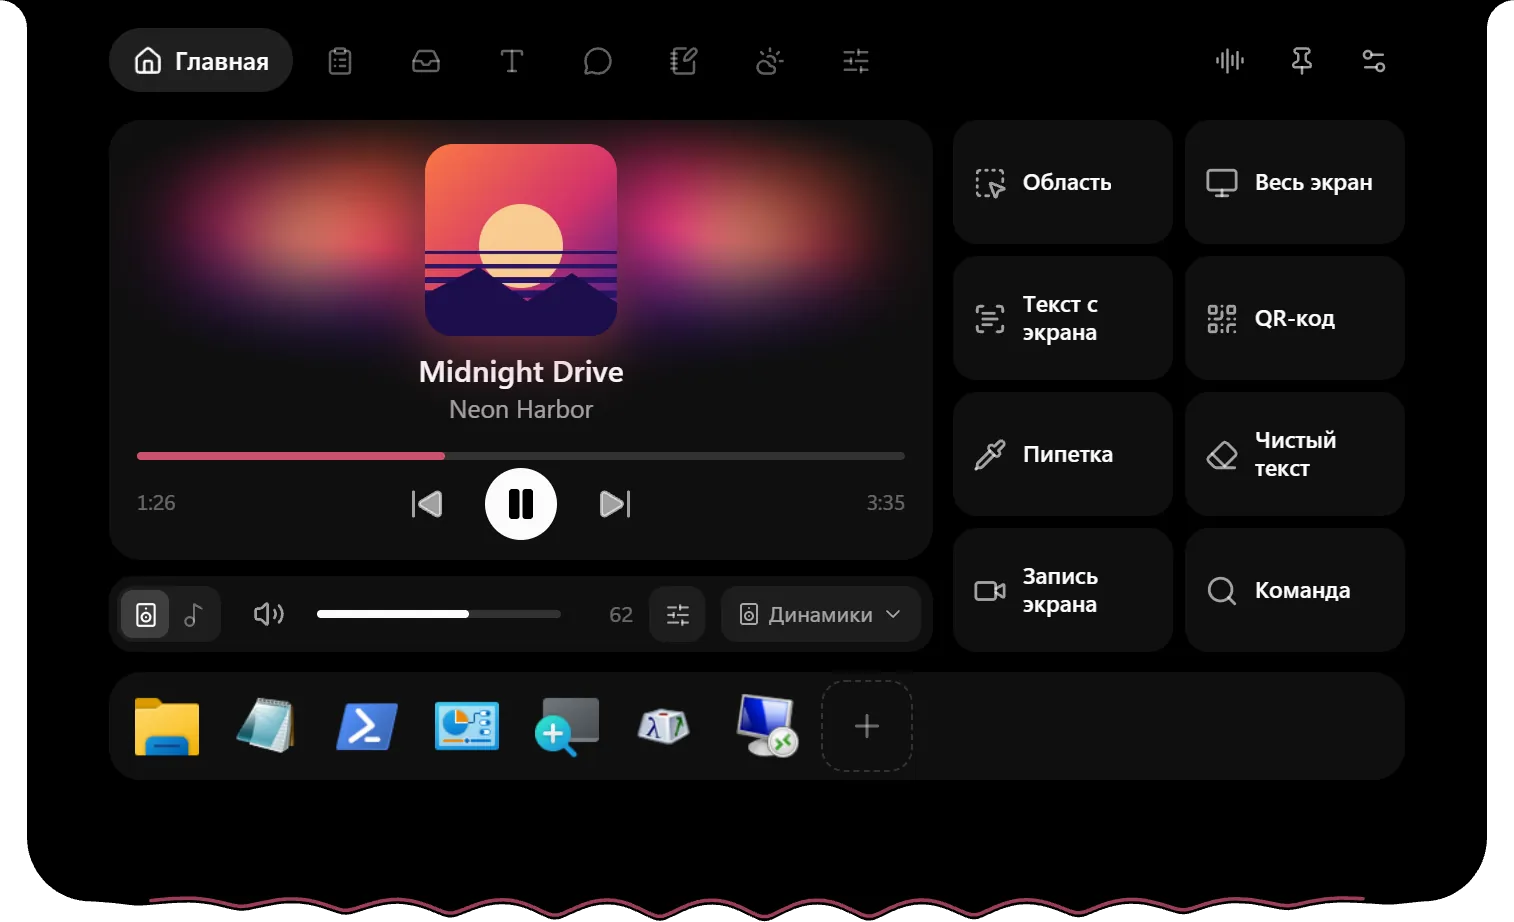 Главная
Midnight Drive
Neon Harbor
1:26
3:35
62
Динамики
Область
Весь экран
Текст с
экрана
QR-код
Пипетка
Чистый
текст
Запись
экрана
Команда